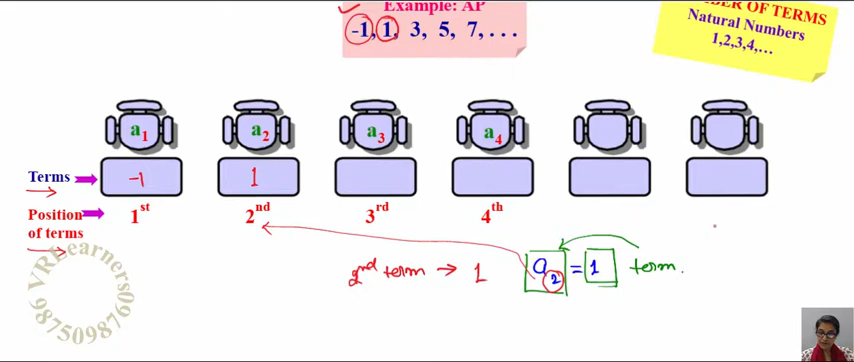 Example: AP
-1, 1, 3, 5, 7, . . .
OF TERMS
Natural Numbers
1,2,3,4,...
a1 a2 a3 a4
Terms -1 1
Position of terms 1st 2nd 3rd 4th
2nd term → 1 a2 = 1 term.
VRLearners
9875098760